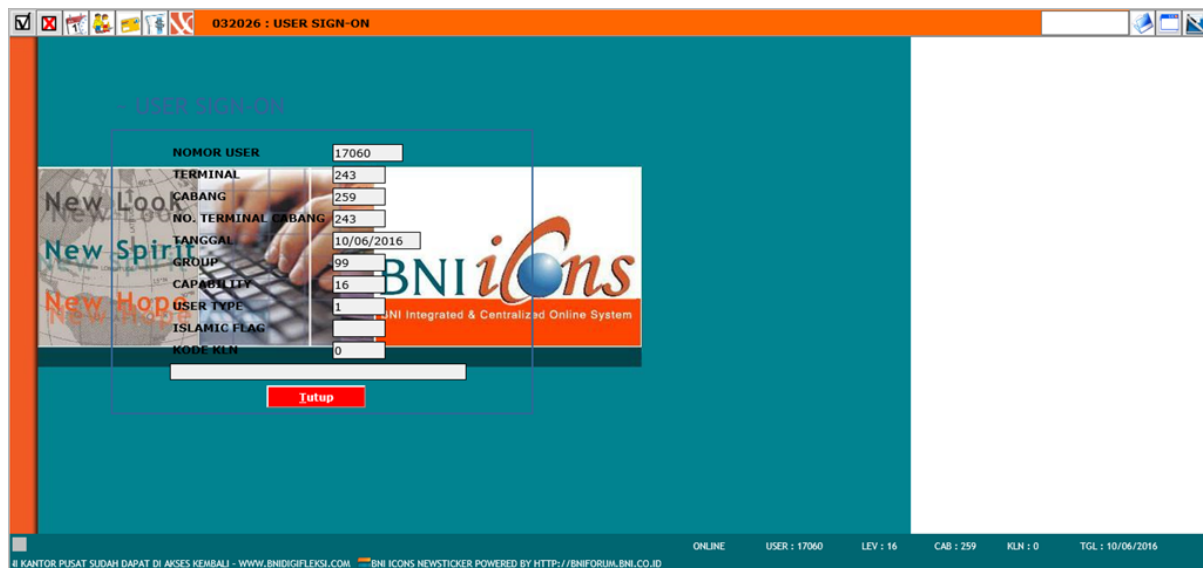 032026 : USER SIGN-ON
- USER SIGN-ON
NOMOR USER 17060
TERMINAL 243
CABANG 259
NO. TERMINAL CABANG 243
TANGGAL 10/06/2016
GROUP 99
CAPABILITY 16
USER TYPE 1
ISLAMIC FLAG
KODE KLN 0
New Look
New Spirit
New Hope
BNI icons
BNI Integrated & Centralized Online System
Tutup
ONLINE USER : 17060 LEV : 16 CAB : 259 KLN : 0 TGL : 10/06/2016
KANTOR PUSAT SUDAH DAPAT DI AKSES KEMBALI - WWW.BNIDIGIFLEKSI.COM BNI ICONS NEWSTICKER POWERED BY HTTP://BNIFORUM.BNI.CO.ID